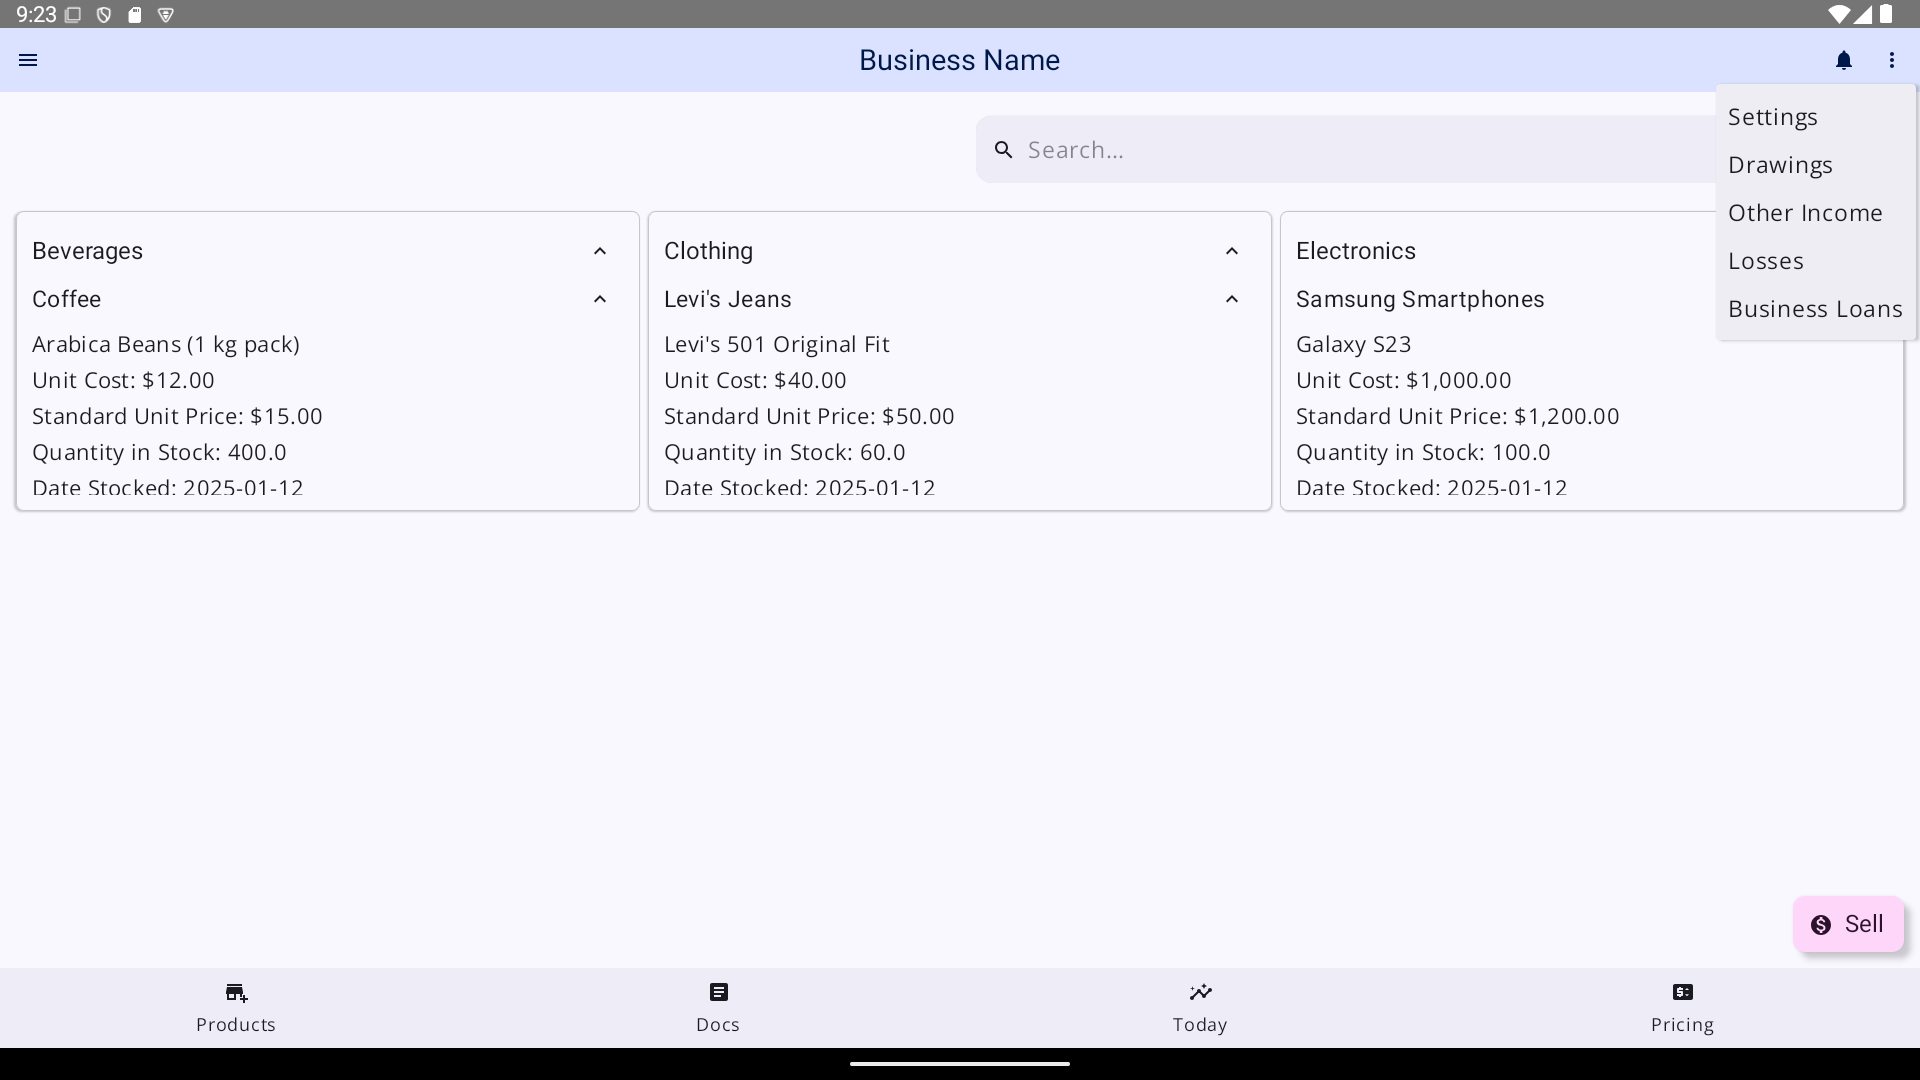 9:23
Business Name
Settings
Drawings
Other Income
Losses
Business Loans
Search...
Beverages
Coffee
Arabica Beans (1 kg pack)
Unit Cost: $12.00
Standard Unit Price: $15.00
Quantity in Stock: 400.0
Date Stocked: 2025-01-12
Clothing
Levi's Jeans
Levi's 501 Original Fit
Unit Cost: $40.00
Standard Unit Price: $50.00
Quantity in Stock: 60.0
Date Stocked: 2025-01-12
Electronics
Samsung Smartphones
Galaxy S23
Unit Cost: $1,000.00
Standard Unit Price: $1,200.00
Quantity in Stock: 100.0
Date Stocked: 2025-01-12
Sell
Products
Docs
Today
Pricing